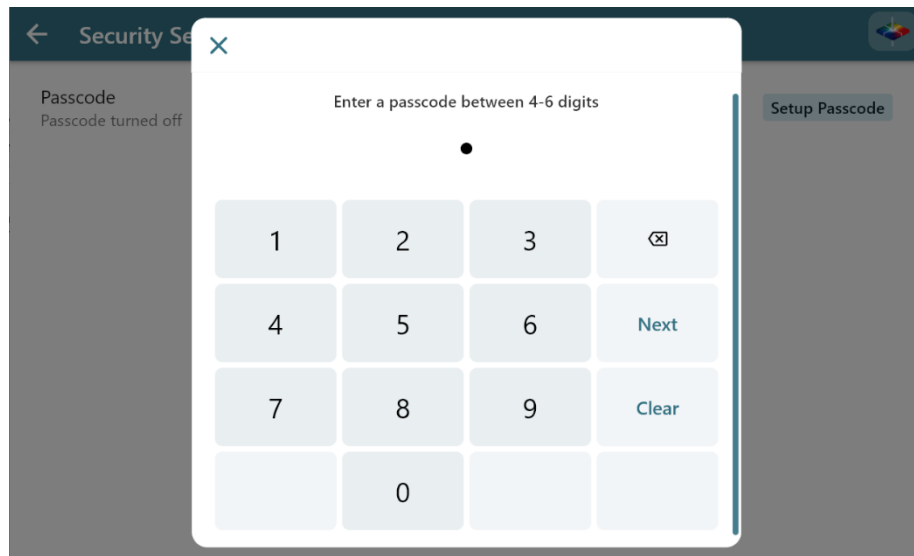 Security Se
Passcode
Passcode turned off
Setup Passcode
Enter a passcode between 4-6 digits
1 2 3
4 5 6 Next
7 8 9 Clear
0